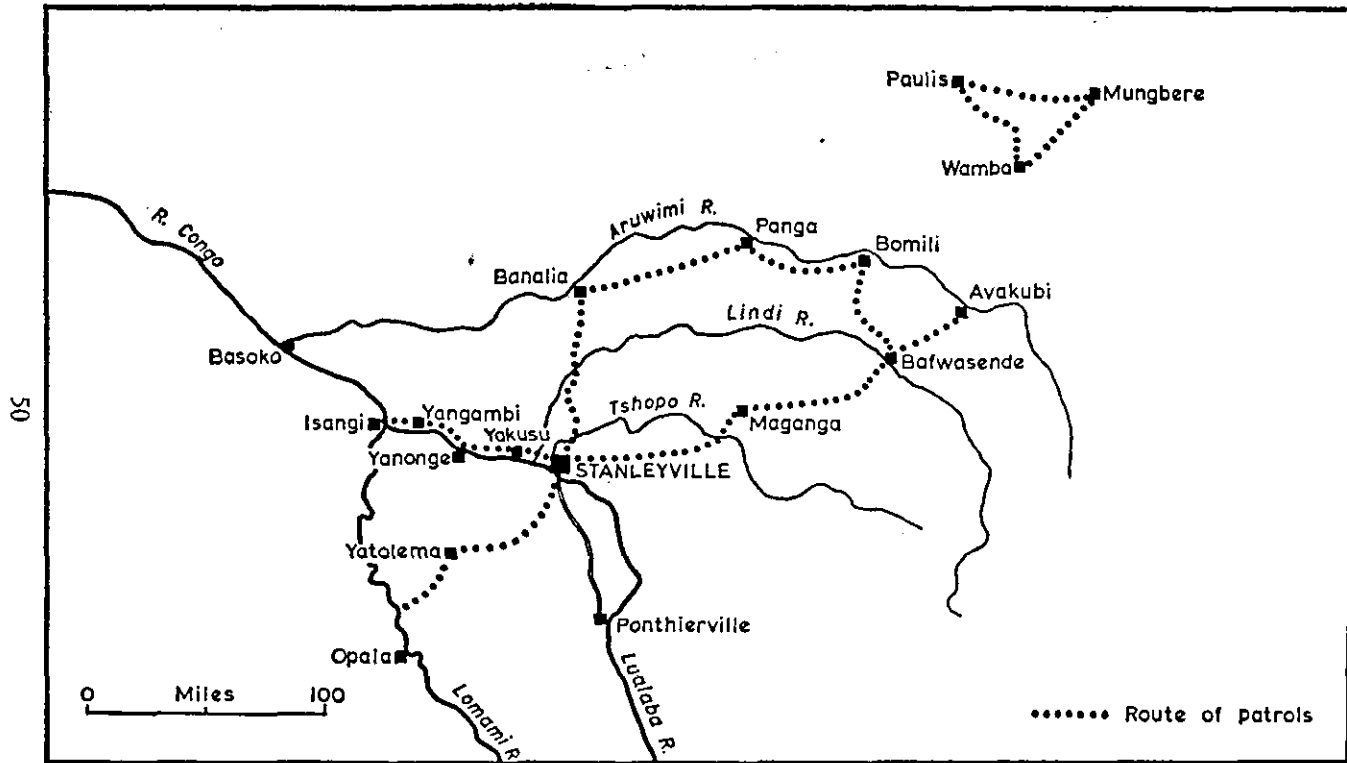 Paulis
Mungbere
Wamba
R. Congo
Aruwimi R.
Panga
Bomili
Banalia
Avakubi
Lindi R.
Basoko
Bafwasende
Tshopo R.
Maganga
Isangi
Yangambi
Yakusu
Yanonge
STANLEYVILLE
50
Yatolema
Ponthierville
Opala
0 Miles 100
Lomami R.
Lualaba R.
Route of patrols